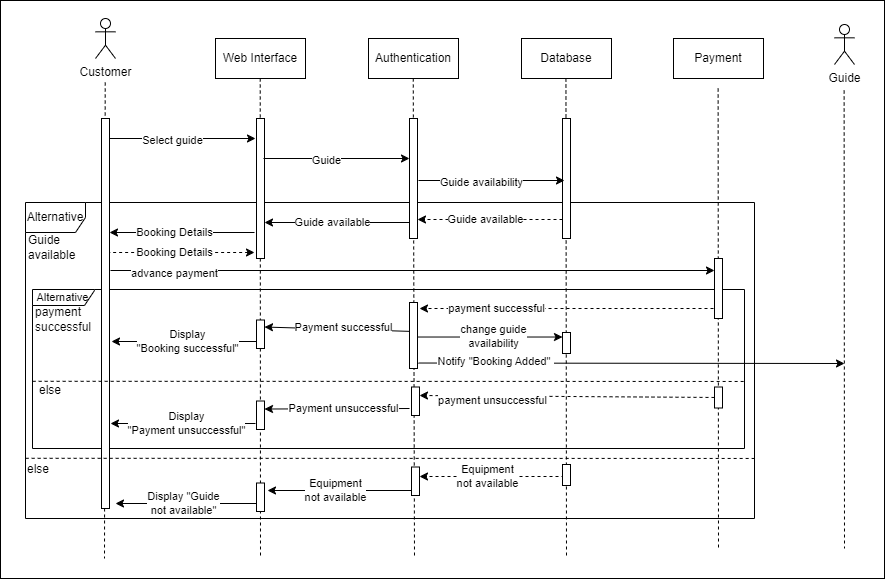 Customer
Web Interface
Authentication
Database
Payment
Guide
Select guide
Guide
Guide availability
Alternative
Guide
available
Guide available
Guide available
Booking Details
Booking Details
advance payment
Alternative
payment
successful
payment successful
Payment successful
Display
"Booking successful"
change guide
availability
Notify "Booking Added"
else
payment unsuccessful
Payment unsuccessful
Display
"Payment unsuccessful"
else
Equipment
not available
Equipment
not available
Display "Guide
not available"